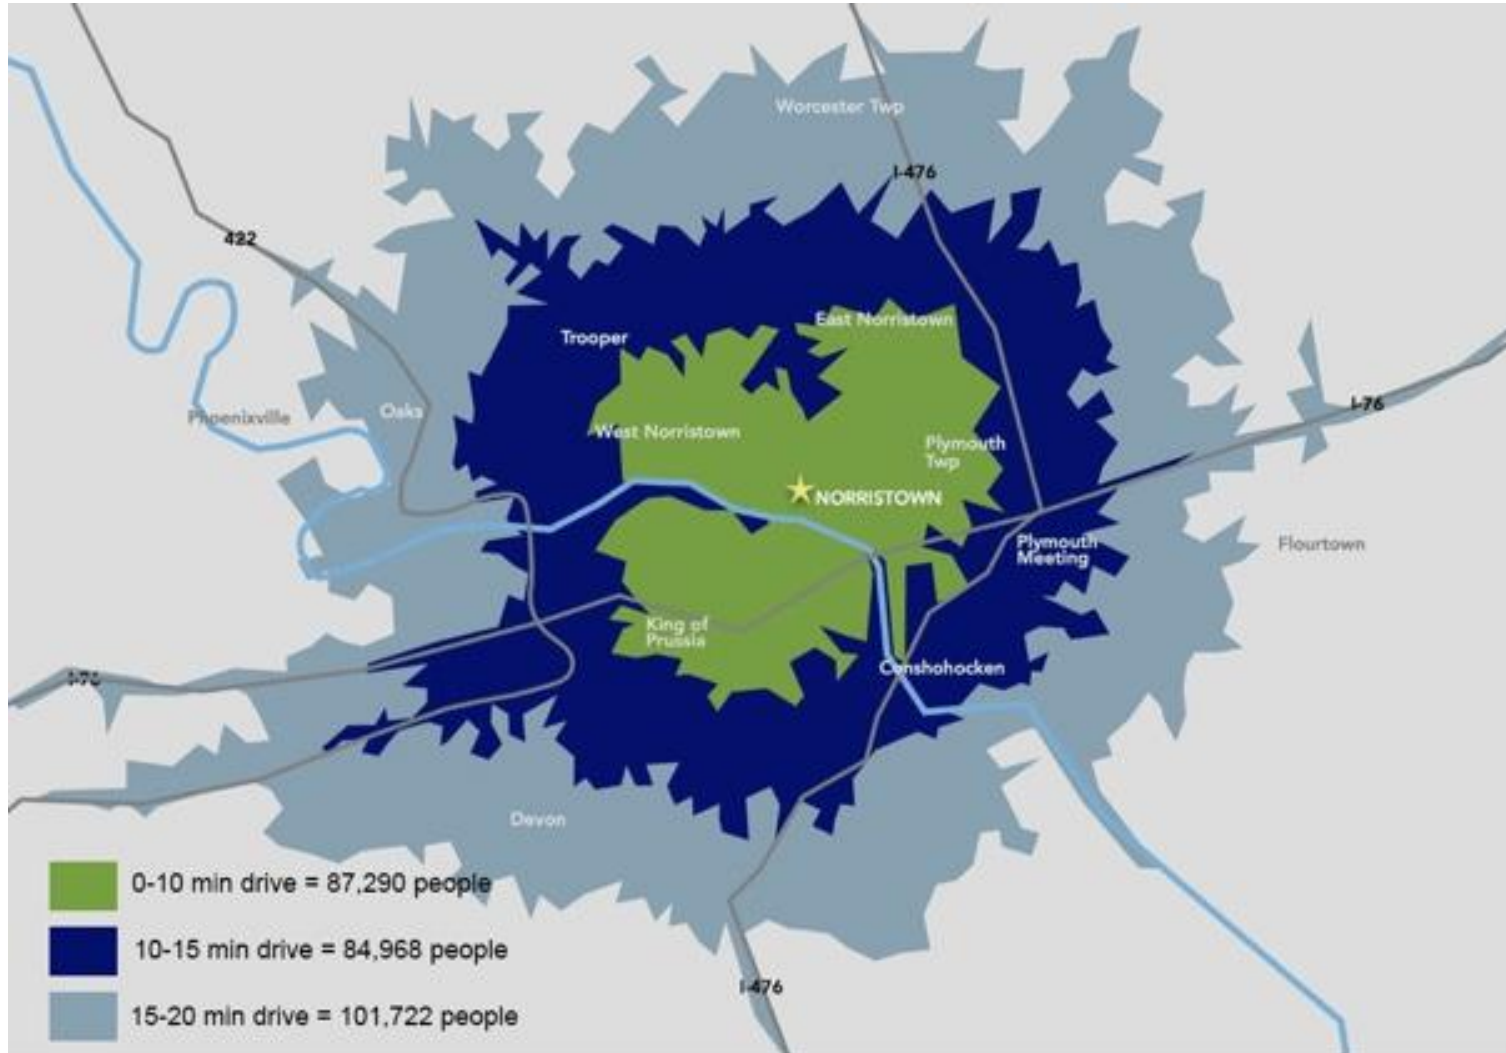 Worcester Twp
I-476
422
East Norristown
Trooper
I-76
Oaks
Phoenixville
West Norristown
Plymouth
Twp
NORRISTOWN
Plymouth
Meeting
Flourtown
King of
Prussia
Conshohocken
I-76
Devon
0-10 min drive = 87,290 people
10-15 min drive = 84,968 people
I-476
15-20 min drive = 101,722 people